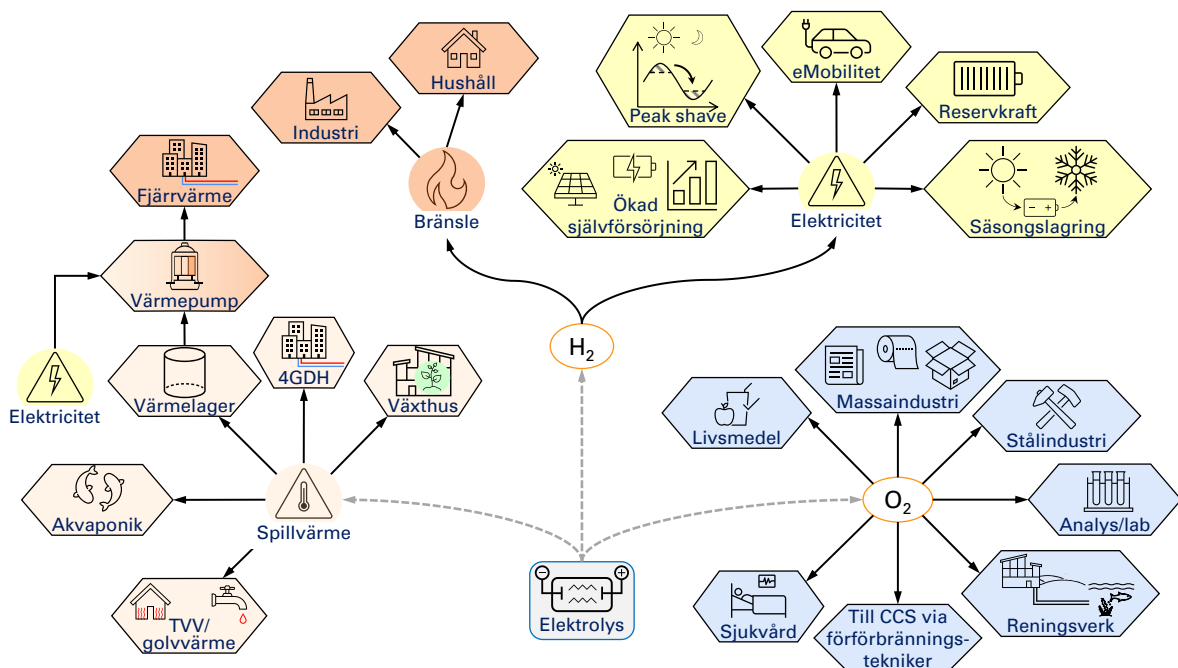 Hushåll
Industri
Bränsle
Peak shave
eMobilitet
Reservkraft
Ökad
självförsörjning
Elektricitet
Säsongslagring
Fjärrvärme
Värmepump
Elektricitet
Värmelager
4GDH
Växthus
Akvaponik
Spillvärme
TVV/
golvvärme
H₂
Elektrolys
O₂
Livsmedel
Massaindustri
Stålindustri
Analys/lab
Reningsverk
Till CCS via
förförbrännings-
tekniker
Sjukvård